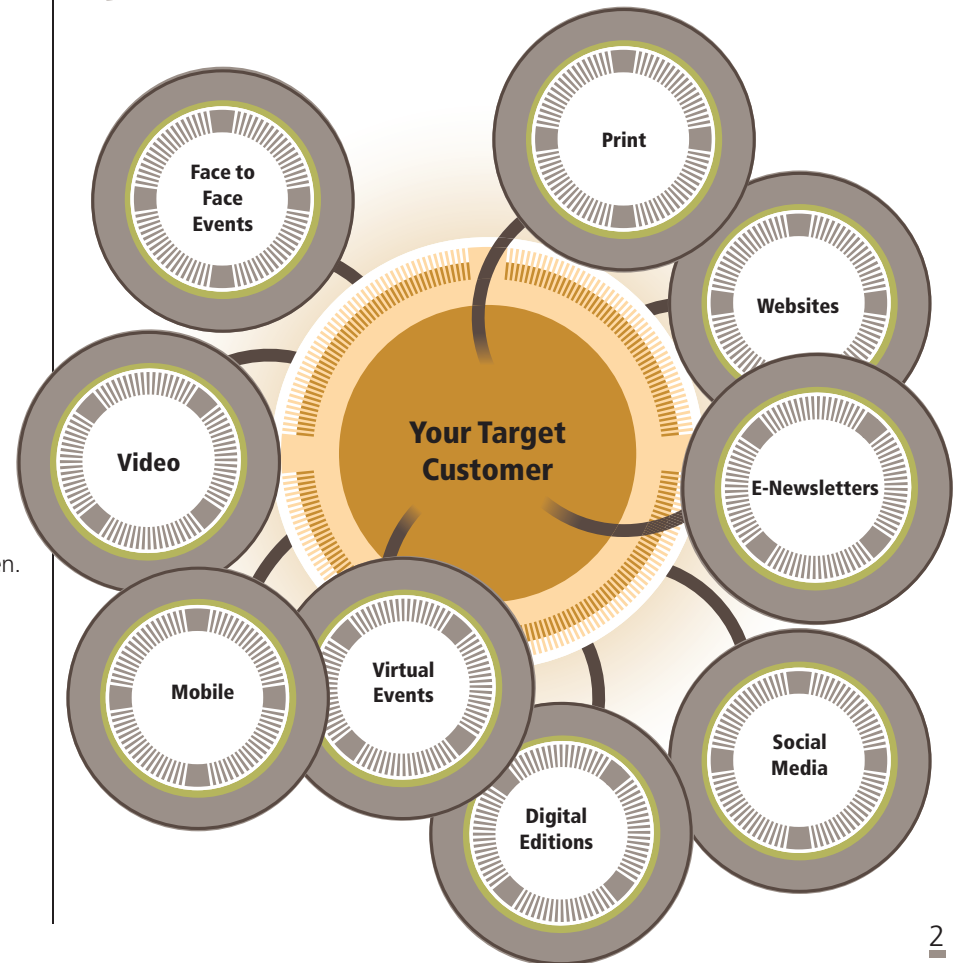 Print
Face to
Face
Events
Websites
Your Target
Customer
Video
E-Newsletters
en.
Virtual
Events
Mobile
Social
Media
Digital
Editions
2